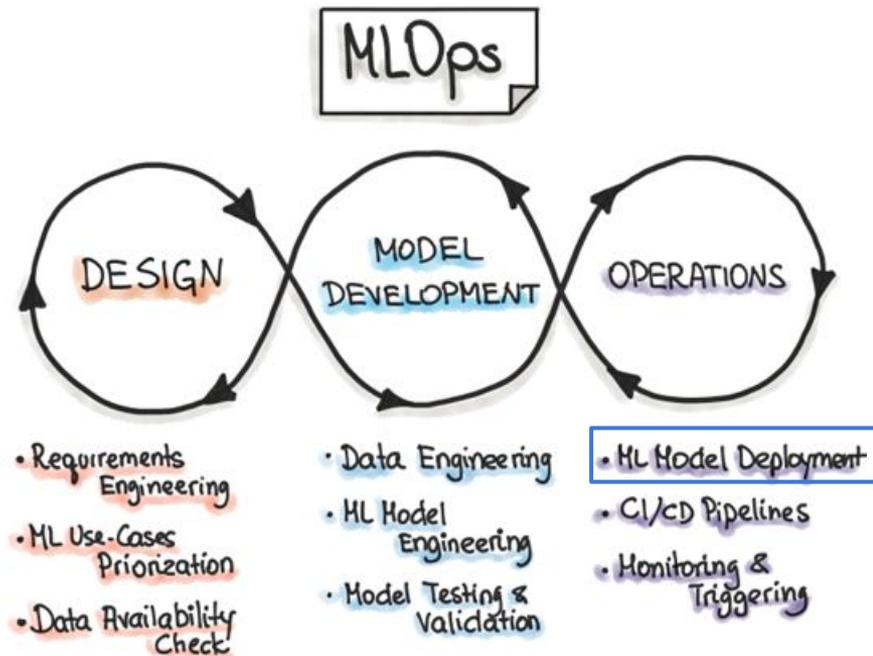 MLOps
DESIGN
MODEL
DEVELOPMENT
OPERATIONS
• Requirements
Engineering
• ML Use-Cases
Priorization
• Data Availability
Check
• Data Engineering
• ML Model
Engineering
• Model Testing &
Validation
• ML Model Deployment
• CI/CD Pipelines
• Monitoring &
Triggering